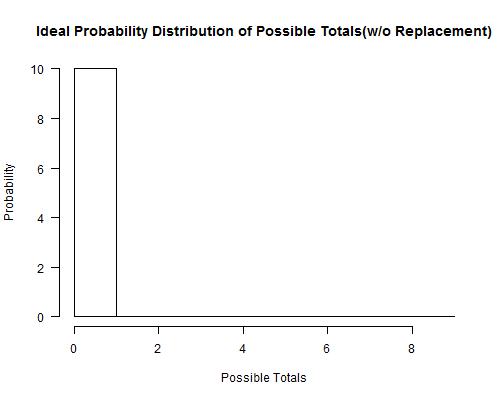 Ideal Probability Distribution of Possible Totals(w/o Replacement)
10
8
6
4
2
0
Probability
0 2 4 6 8
Possible Totals